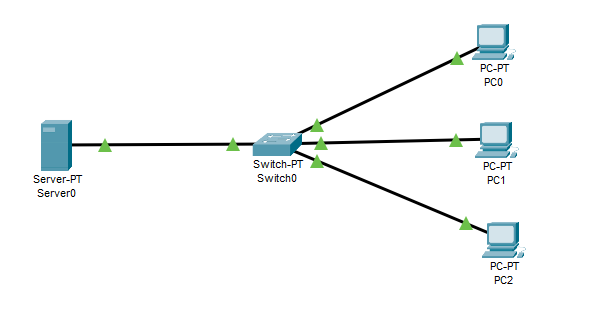 PC-PT
PC0
Server-PT
Server0
Switch-PT
Switch0
PC-PT
PC1
PC-PT
PC2